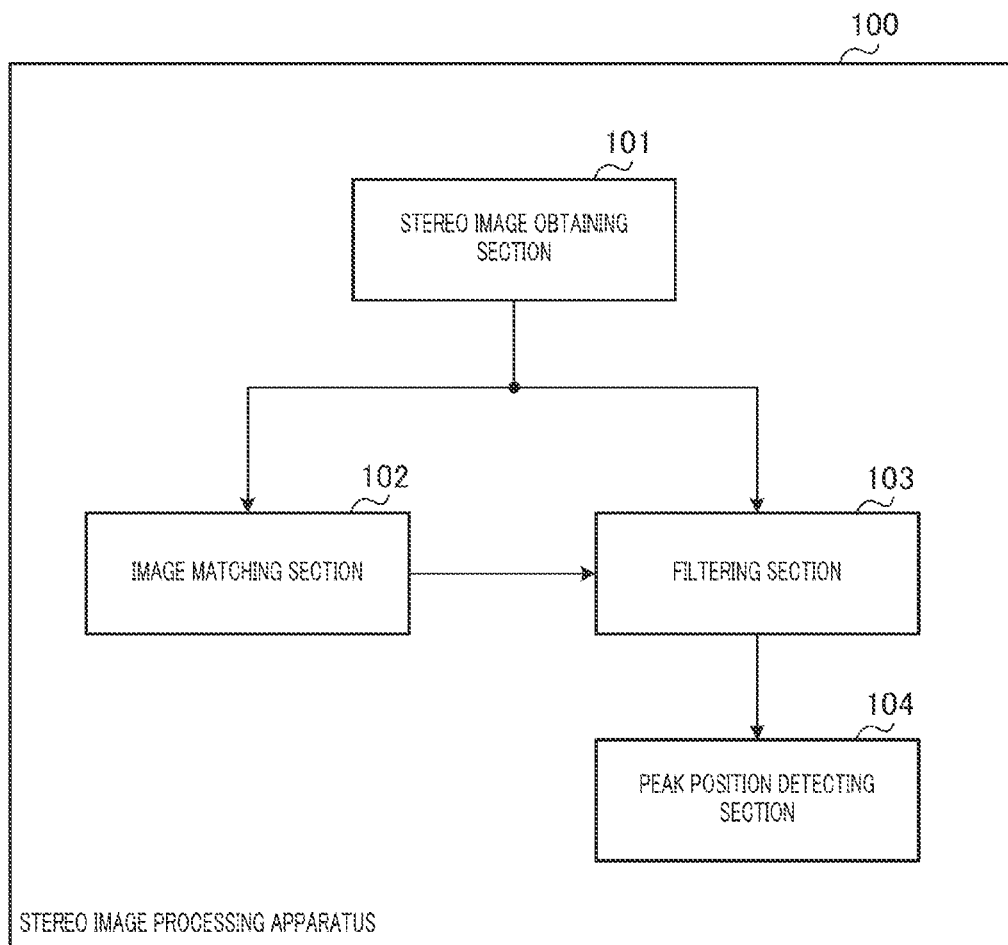 100
101
STEREO IMAGE OBTAINING
SECTION
102
103
IMAGE MATCHING SECTION
FILTERING SECTION
104
PEAK POSITION DETECTING
SECTION
STEREO IMAGE PROCESSING APPARATUS